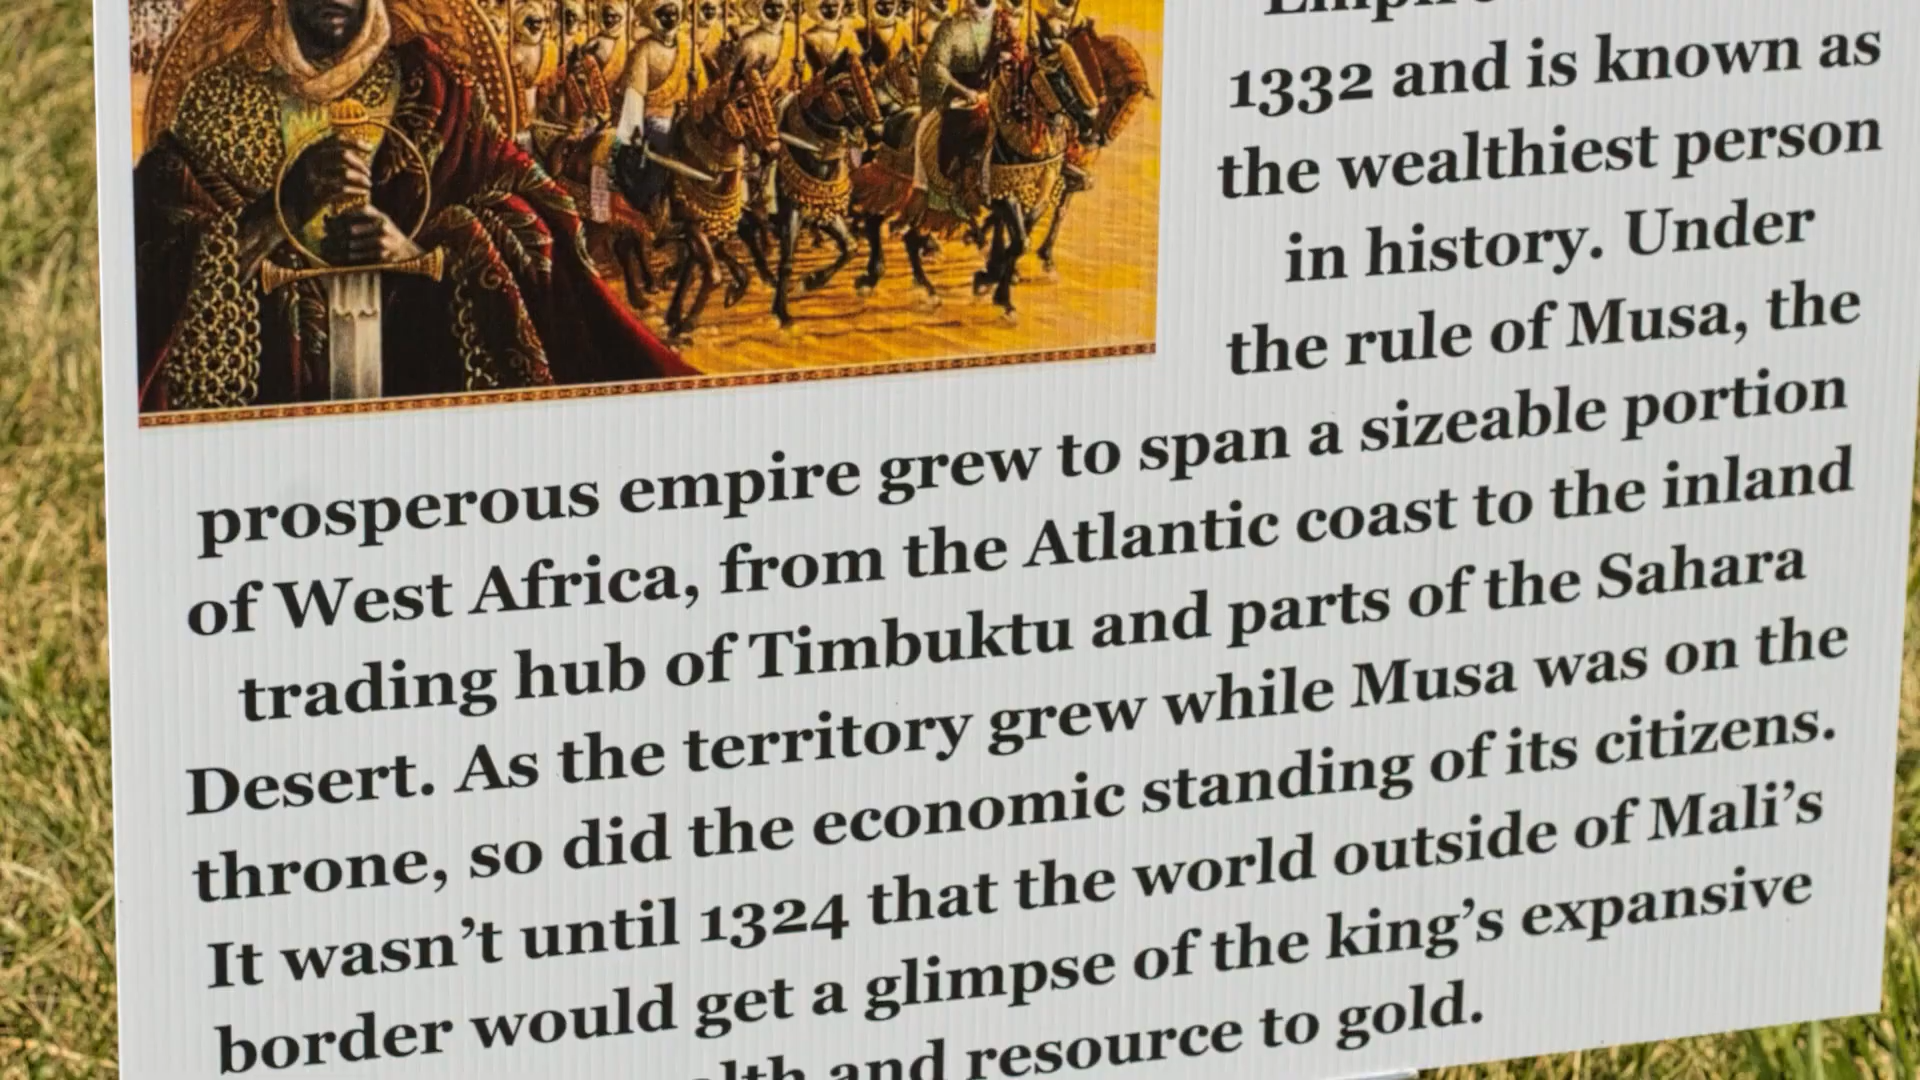 1332 and is known as
the wealthiest person
in history. Under
the rule of Musa, the
prosperous empire grew to span a sizeable portion
of West Africa, from the Atlantic coast to the inland
trading hub of Timbuktu and parts of the Sahara
Desert. As the territory grew while Musa was on the
throne, so did the economic standing of its citizens.
It wasn't until 1324 that the world outside of Mali's
border would get a glimpse of the king's expansive
and resource to gold.